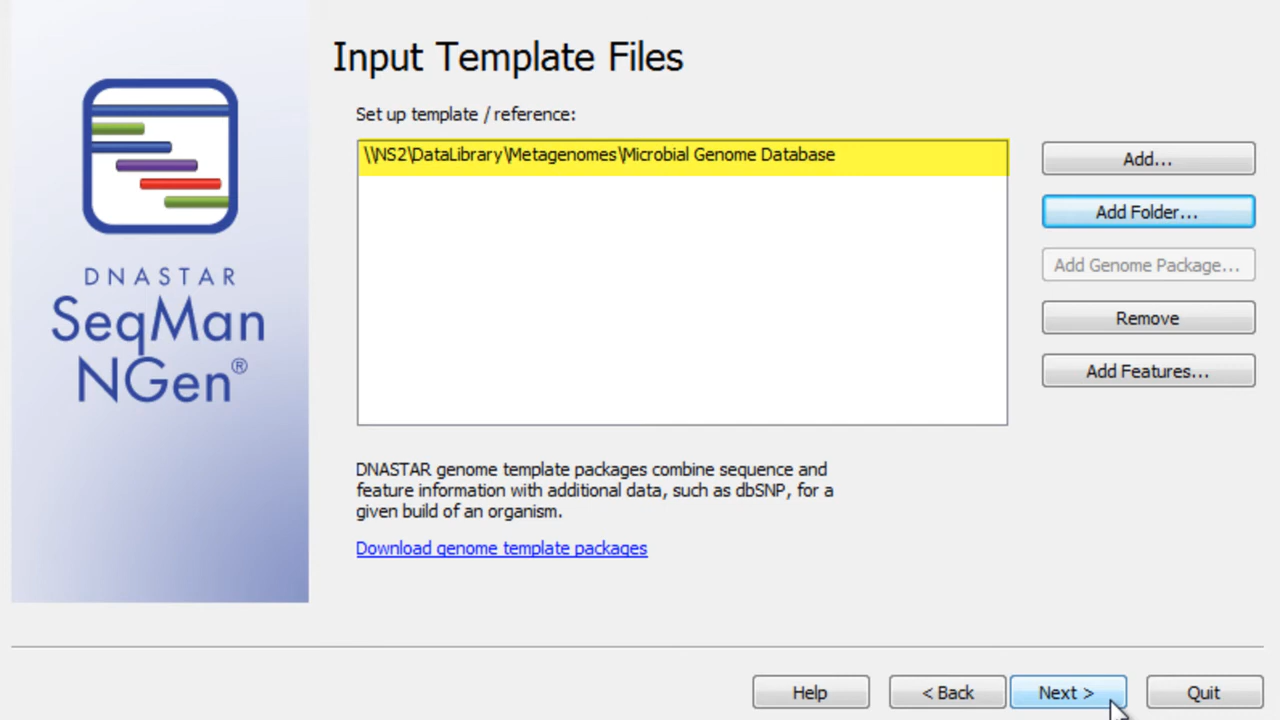 Input Template Files
Set up template / reference:
\\NS2\DataLibrary\Metagenomes\Microbial Genome Database
Add...
Add Folder...
Add Genome Package...
Remove
Add Features...
DNASTAR
SeqMan
NGen®
DNASTAR genome template packages combine sequence and
feature information with additional data, such as dbSNP, for a
given build of an organism.
Download genome template packages
Help
< Back
Next >
Quit